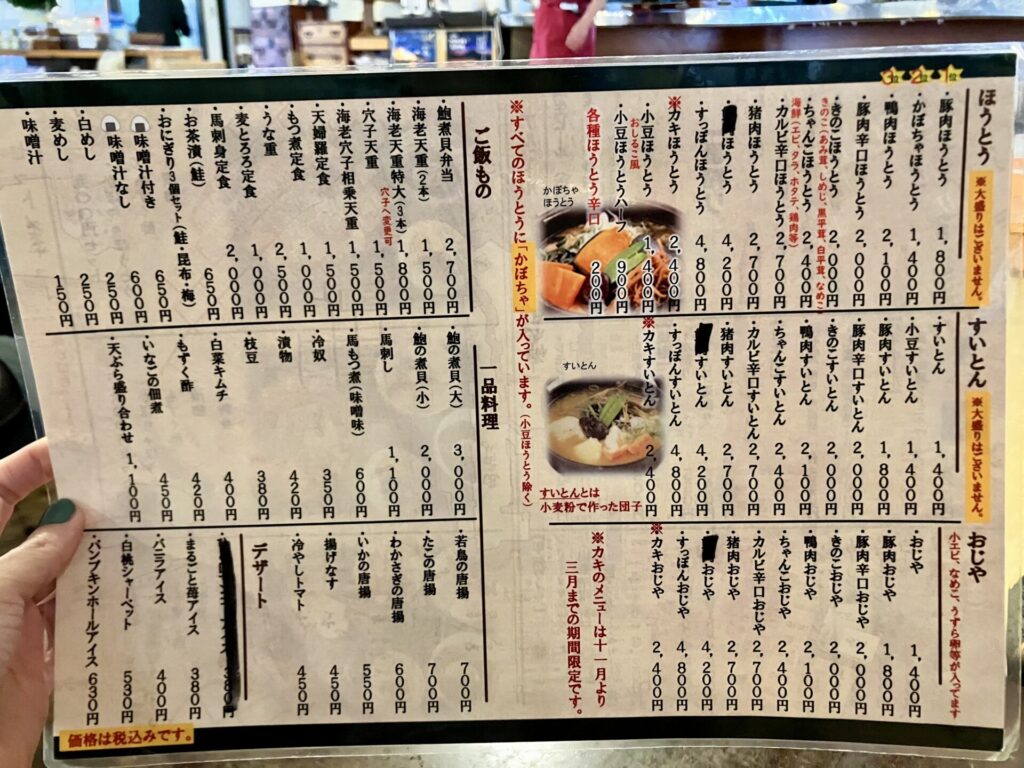 1位
2位
3位
ほうとう
※大盛りはございません。
・豚肉ほうとう 1,800円
・かぼちゃほうとう 1,400円
・鴨肉ほうとう 2,100円
・豚肉辛口ほうとう 2,000円
・きのこほうとう 2,000円
きのこ(あみ茸、しめじ、黒平茸、白平茸、なめこ)
・ちゃんこほうとう 2,400円
海鮮(エビ、タラ、ホタテ、鶏肉等)
・カルビ辛口ほうとう 2,700円
・猪肉ほうとう 2,700円
肉ほうとう 4,200円
・すっぽんほうとう 4,800円
※カキほうとう 2,400円
・小豆ほうとう 1,400円
おしるこ風
・小豆ほうとうハーフ 900円
各種ほうとう辛口 200円
かぼちゃ
ほうとう
※すべてのほうとうに「かぼちゃ」が入っています。(小豆ほうとう除く)
すいとん
※大盛りはございません。
・すいとん 1,400円
・小豆すいとん 1,400円
・豚肉すいとん 1,800円
・豚肉辛口すいとん 2,000円
・きのこすいとん 2,000円
・鴨肉すいとん 2,100円
・ちゃんこすいとん 2,400円
・カルビ辛口すいとん 2,700円
・猪肉すいとん 2,700円
肉すいとん 4,200円
・すっぽんすいとん 4,800円
※カキすいとん 2,400円
すいとん
すいとんとは
小麦粉で作った団子
おじや
小エビ、なめこ、うずら卵等が入ってます
・おじや 1,400円
・豚肉おじや 1,800円
・豚肉辛口おじや 2,000円
・きのこおじや 2,000円
・鴨肉おじや 2,100円
・ちゃんこおじや 2,400円
・カルビ辛口おじや 2,700円
・猪肉おじや 2,700円
肉おじや 4,200円
・すっぽんおじや 4,800円
※カキおじや 2,400円
※カキのメニューは十一月より
三月までの期間限定です。
ご飯もの
・鮑煮貝弁当 2,700円
・海老天重(2本) 1,500円
・海老天重特大(3本) 1,800円
・穴子天重 1,500円
穴子へ変更可
・海老穴子相乗天重 1,500円
・天婦羅定食 1,500円
・もつ煮定食
・うな重 2,500円
・麦とろろ定食 1,000円
・馬刺身定食 2,000円
・お茶漬(鮭) 650円
・おにぎり3個セット(鮭・昆布・梅) 650円
・味噌汁付き 600円
・味噌汁なし 250円
・白めし 250円
・麦めし 150円
・味噌汁
一品料理
・鮑の煮貝(大) 3,000円
・鮑の煮貝(小) 2,000円
・馬刺し 1,100円
・馬もつ煮(味噌味) 600円
・冷奴 350円
・漬物 420円
・枝豆 380円
・白菜キムチ 400円
・もずく酢 420円
・いなごの佃煮 450円
・天ぷら盛り合わせ 1,100円
・若鳥の唐揚 700円
・たこの唐揚 700円
・わかさぎの唐揚 600円
・いかの唐揚 550円
・揚げなす 450円
・冷やしトマト 450円
デザート
380円
・まるごと苺アイス 380円
・バニラアイス 400円
・白桃シャーベット 530円
・パンプキンホールアイス 630円
価格は税込みです。